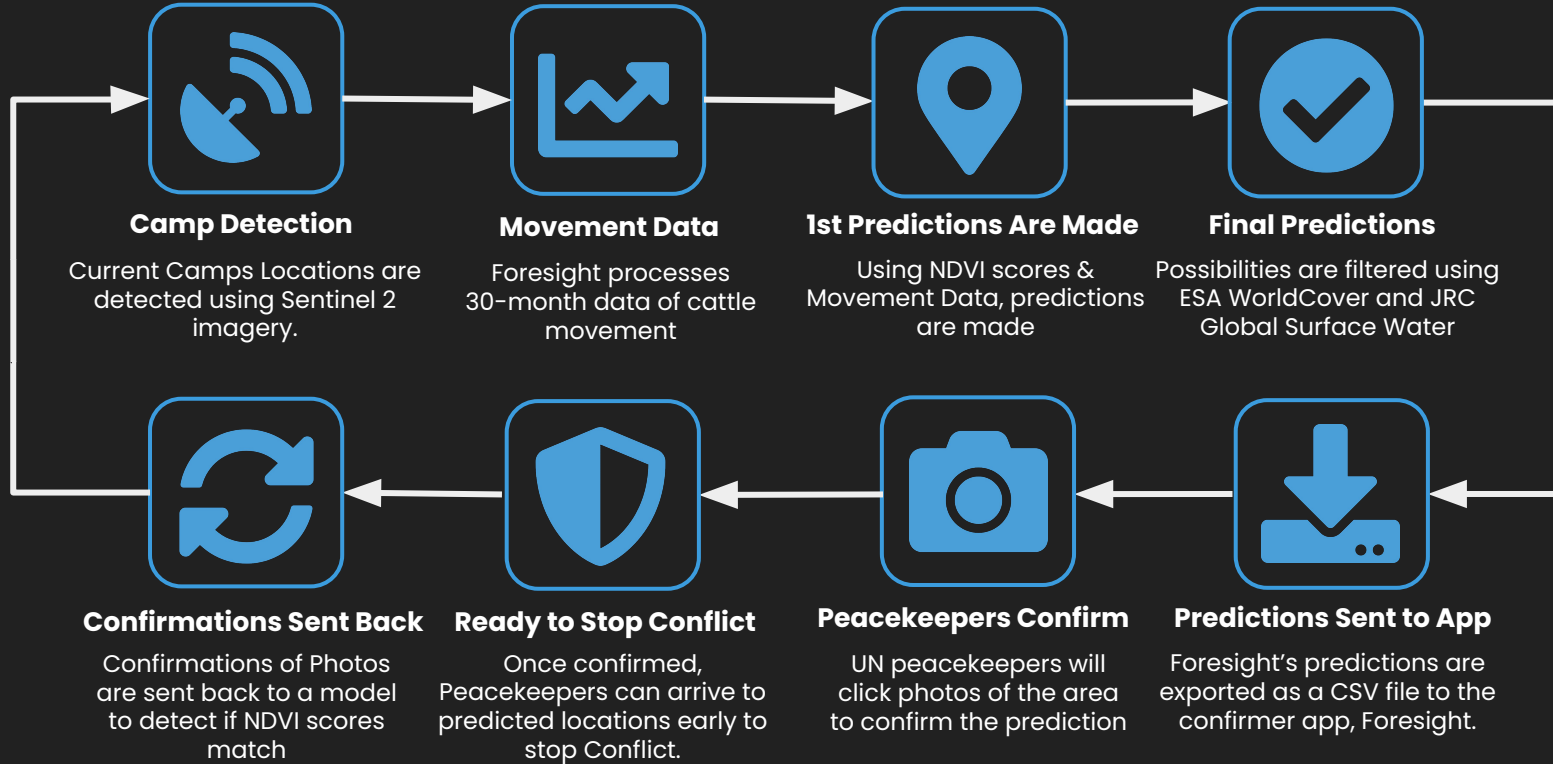 Camp Detection
Current Camps Locations are
detected using Sentinel 2
imagery.
Movement Data
Foresight processes
30-month data of cattle
movement
1st Predictions Are Made
Using NDVI scores &
Movement Data, predictions
are made
Final Predictions
Possibilities are filtered using
ESA WorldCover and JRC
Global Surface Water
Predictions Sent to App
Foresight’s predictions are
exported as a CSV file to the
confirmer app, Foresight.
Peacekeepers Confirm
UN peacekeepers will
click photos of the area
to confirm the prediction
Ready to Stop Conflict
Once confirmed,
Peacekeepers can arrive to
predicted locations early to
stop Conflict.
Confirmations Sent Back
Confirmations of Photos
are sent back to a model
to detect if NDVI scores
match